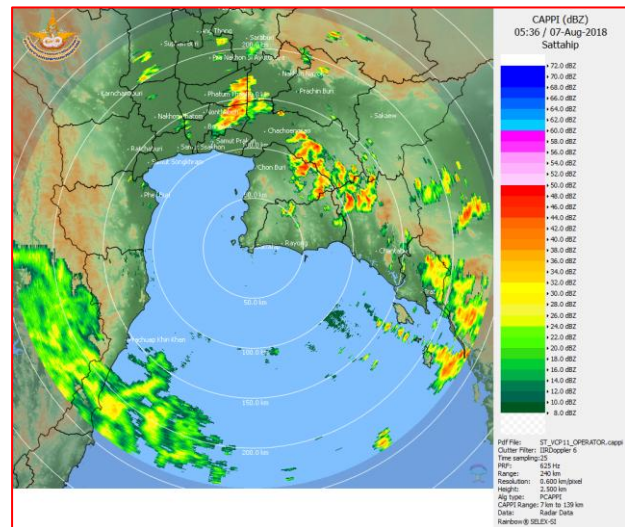 CAPPI (dBZ)
05:36 / 07-Aug-2018
Sattahip
72.0 dBZ
70.0 dBZ
68.0 dBZ
66.0 dBZ
64.0 dBZ
62.0 dBZ
60.0 dBZ
58.0 dBZ
56.0 dBZ
54.0 dBZ
52.0 dBZ
50.0 dBZ
48.0 dBZ
46.0 dBZ
44.0 dBZ
42.0 dBZ
40.0 dBZ
38.0 dBZ
36.0 dBZ
34.0 dBZ
32.0 dBZ
30.0 dBZ
28.0 dBZ
26.0 dBZ
24.0 dBZ
22.0 dBZ
20.0 dBZ
18.0 dBZ
16.0 dBZ
14.0 dBZ
12.0 dBZ
10.0 dBZ
8.0 dBZ
Pdf File: ST_VCP11_OPERATOR.cappi
Clutter Filter: IIRDoppler 6
Time sampling:25
PRF: 625 Hz
Range: 240 km
Resolution: 0.600 km/pixel
Height: 2.500 km
Alg type: PCAPPI
CAPPI Range: 7 km to 139 km
Data: Radar Data
Rainbow® SELEX-SI
Saraburi
Prachin Buri
Chachoengsao
Chon Buri
Rayong
50.0 km
100.0 km
150.0 km
200.0 km